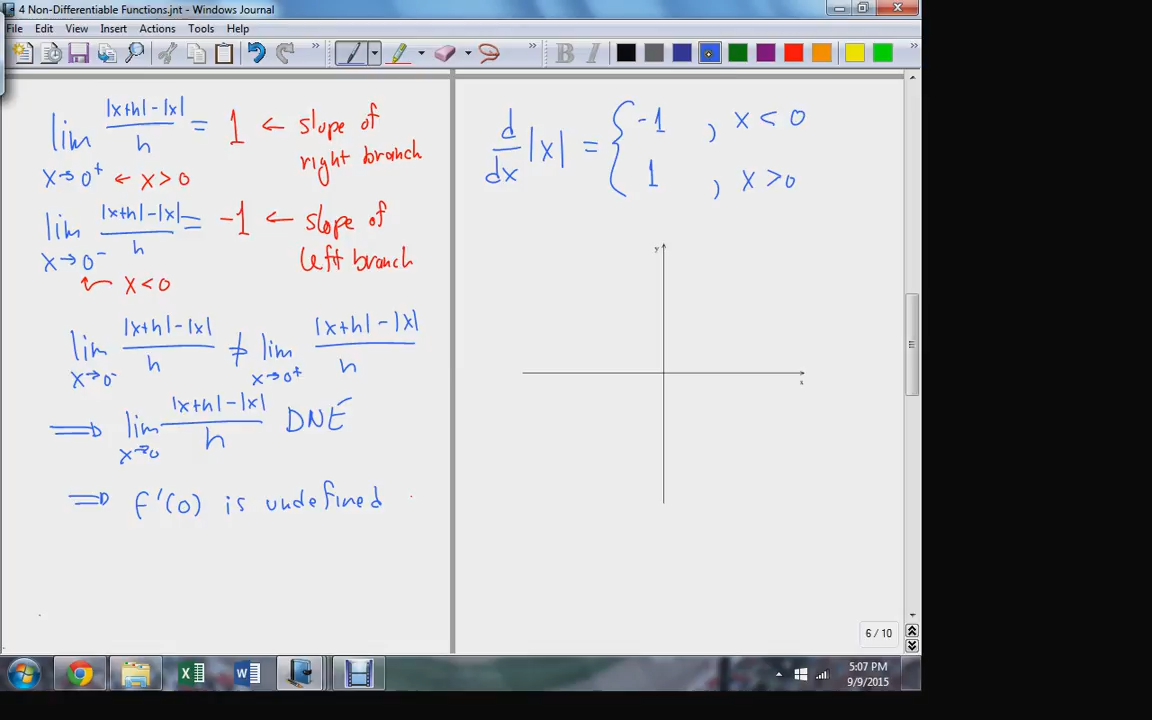 4 Non-Differentiable Functions.jnt - Windows Journal
File Edit View Insert Actions Tools Help
B I
lim |x+h|-|x| / h = 1 ← slope of
x→0⁺ ← x>0 right branch
lim |x+h|-|x| / h = -1 ← slope of
x→0⁻ left branch
x<0
lim |x+h|-|x| / h ≠ lim |x+h|-|x| / h
x→0⁻ x→0⁺
⟹ lim |x+h|-|x| / h DNE
x→0
⟹ f'(0) is undefined
d/dx |x| = { -1 , x < 0
1 , x > 0
y
x
6 / 10
5:07 PM
9/9/2015